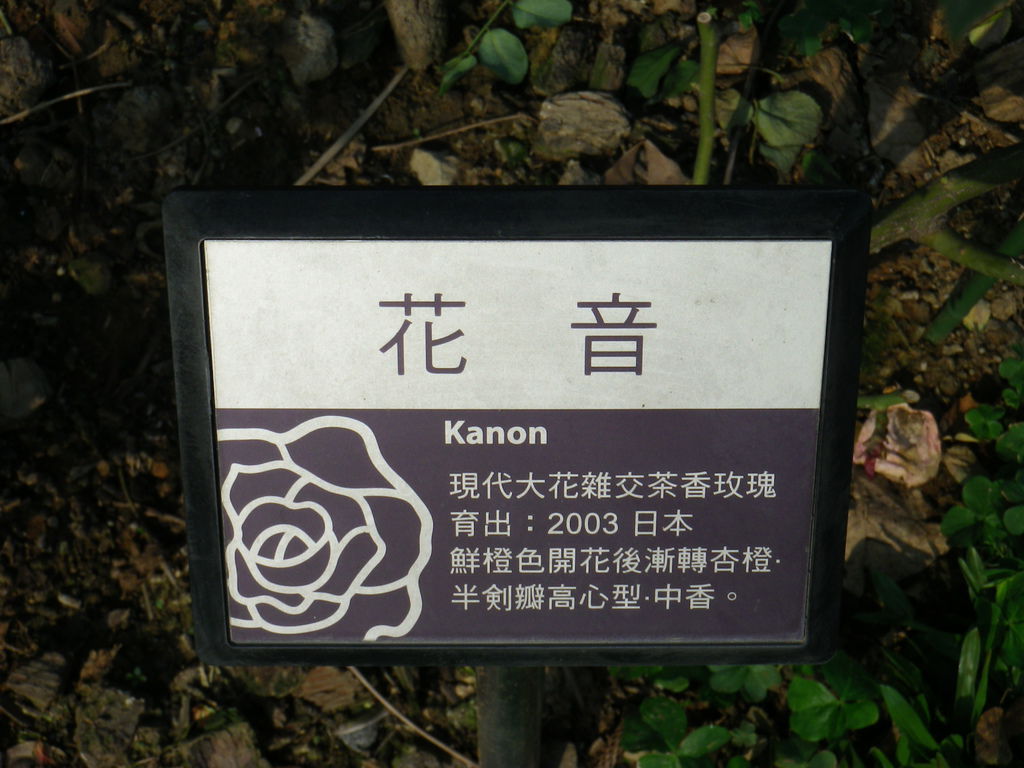 花 音
Kanon
現代大花雜交茶香玫瑰
育出：2003 日本
鮮橙色開花後漸轉杏橙·
半剣瓣高心型·中香。